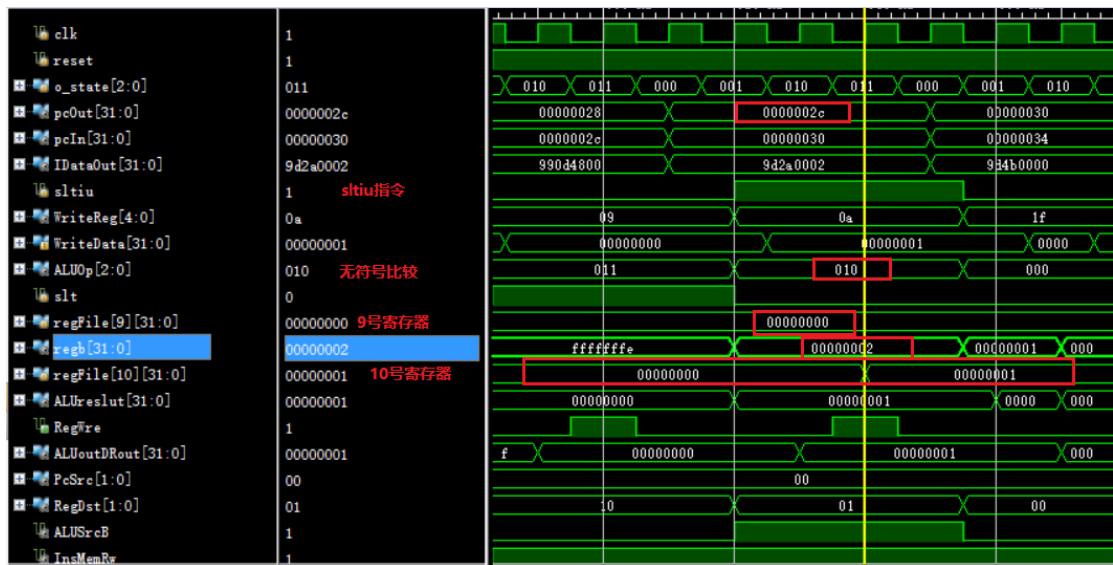 clk 1
reset 1
o_state[2:0] 011 010 011 000 001 010 011 000 001 010
pcOut[31:0] 0000002c 00000028 0000002c 00000030
pcIn[31:0] 00000030 0000002c 00000030 00000034
IDataOut[31:0] 9d2a0002 990d4800 9d2a0002 9d4b0000
sltiu 1 sltiu指令
WriteReg[4:0] 0a 09 0a 1f
WriteData[31:0] 00000001 00000000 00000001 0000
ALUOp[2:0] 010 无符号比较 011 010 000
slt 0
regFile[9][31:0] 00000000 9号寄存器 00000000
regb[31:0] 00000002 fffffffe 00000002 00000001 000
regFile[10][31:0] 00000001 10号寄存器 00000000 00000001
ALUreslut[31:0] 00000001 00000000 00000001 0000 000
RegWre 1
ALUoutDRout[31:0] 00000001 f 00000000 00000001 000
PcSrc[1:0] 00 00
RegDst[1:0] 01 10 01 00
ALUSrcB 1
InsMemRw 1